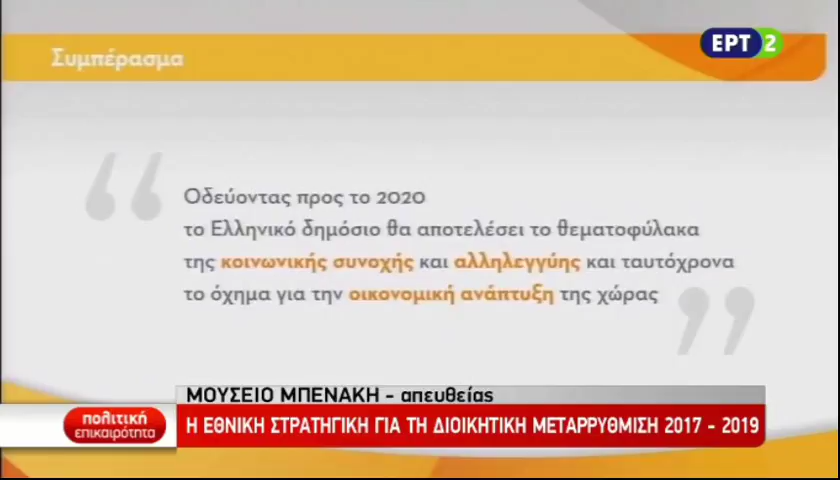 Συμπέρασμα
ΕΡΤ2
Οδεύοντας προς το 2020
το Ελληνικό δημόσιο θα αποτελέσει το θεματοφύλακα
της κοινωνικής συνοχής και αλληλεγγύης και ταυτόχρονα
το όχημα για την οικονομική ανάπτυξη της χώρας
ΜΟΥΣΕΙΟ ΜΠΕΝΑΚΗ - απευθείας
πολιτική
επικαιρότητα
Η ΕΘΝΙΚΗ ΣΤΡΑΤΗΓΙΚΗ ΓΙΑ ΤΗ ΔΙΟΙΚΗΤΙΚΗ ΜΕΤΑΡΡΥΘΜΙΣΗ 2017 - 2019